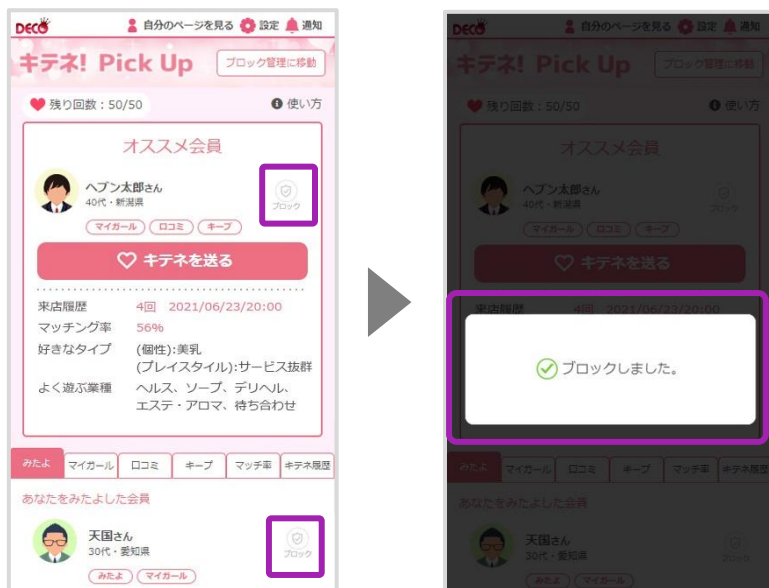 DECO 自分のページを見る 設定 通知
キテネ! Pick Up ブロック管理に移動
残り回数：50/50 使い方
オススメ会員
ヘブン太郎さん
40代・新潟県
ブロック
マイガール 口コミ キープ
キテネを送る
来店履歴 4回 2021/06/23/20:00
マッチング率 56%
好きなタイプ (個性):美乳
(プレイスタイル):サービス抜群
よく遊ぶ業種 ヘルス、ソープ、デリヘル、
エステ・アロマ、待ち合わせ
みたよ マイガール 口コミ キープ マッチ率 キテネ履歴
あなたをみたよした会員
天国さん
30代・愛知県
ブロック
みたよ マイガール
DECO 自分のページを見る 設定 通知
キテネ! Pick Up ブロック管理に移動
残り回数：50/50 使い方
オススメ会員
ヘブン太郎さん
40代・新潟県
ブロック
マイガール 口コミ キープ
キテネを送る
来店履歴 4回 2021/06/23/20:00
ブロックしました。
みたよ マイガール 口コミ キープ マッチ率 キテネ履歴
あなたをみたよした会員
天国さん
30代・愛知県
ブロック
みたよ マイガール